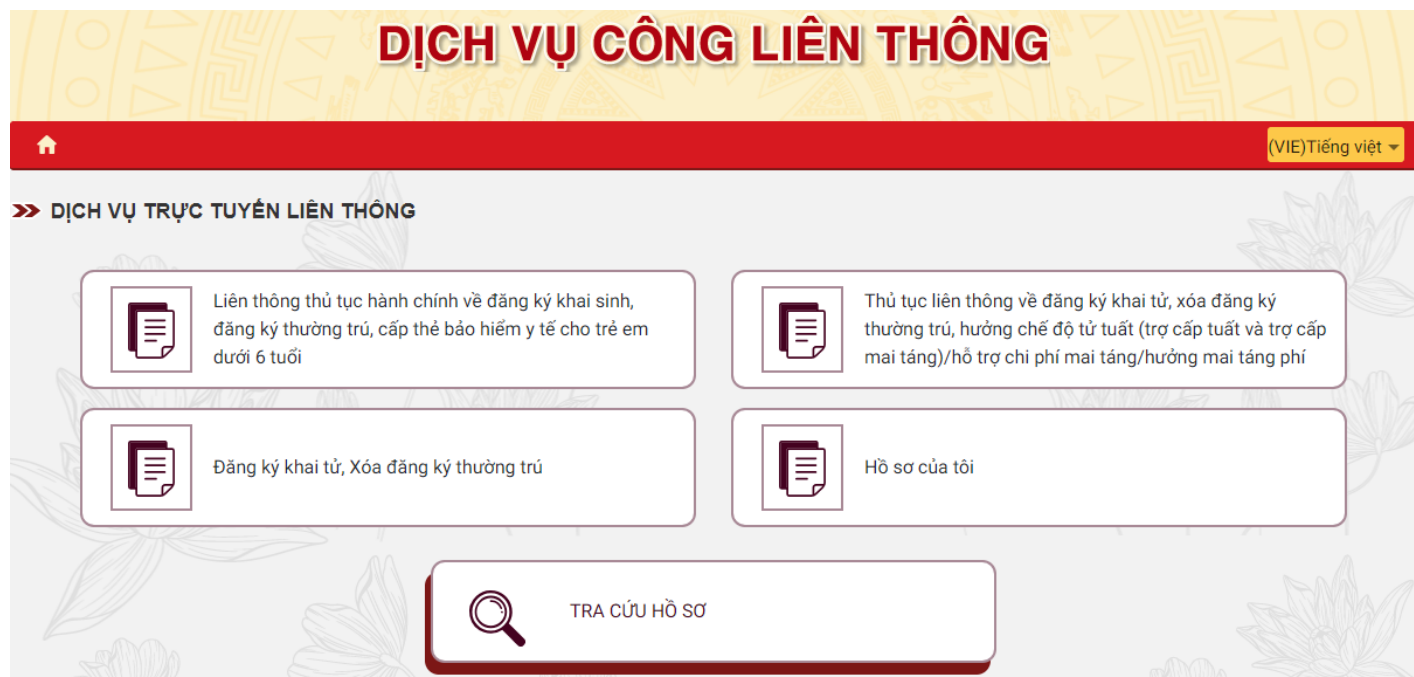 DỊCH VỤ CÔNG LIÊN THÔNG
(VIE)Tiếng việt
DỊCH VỤ TRỰC TUYẾN LIÊN THÔNG
Liên thông thủ tục hành chính về đăng ký khai sinh,
đăng ký thường trú, cấp thẻ bảo hiểm y tế cho trẻ em
dưới 6 tuổi
Thủ tục liên thông về đăng ký khai tử, xóa đăng ký
thường trú, hưởng chế độ tử tuất (trợ cấp tuất và trợ cấp
mai táng)/hỗ trợ chi phí mai táng/hưởng mai táng phí
Đăng ký khai tử, Xóa đăng ký thường trú
Hồ sơ của tôi
TRA CỨU HỒ SƠ